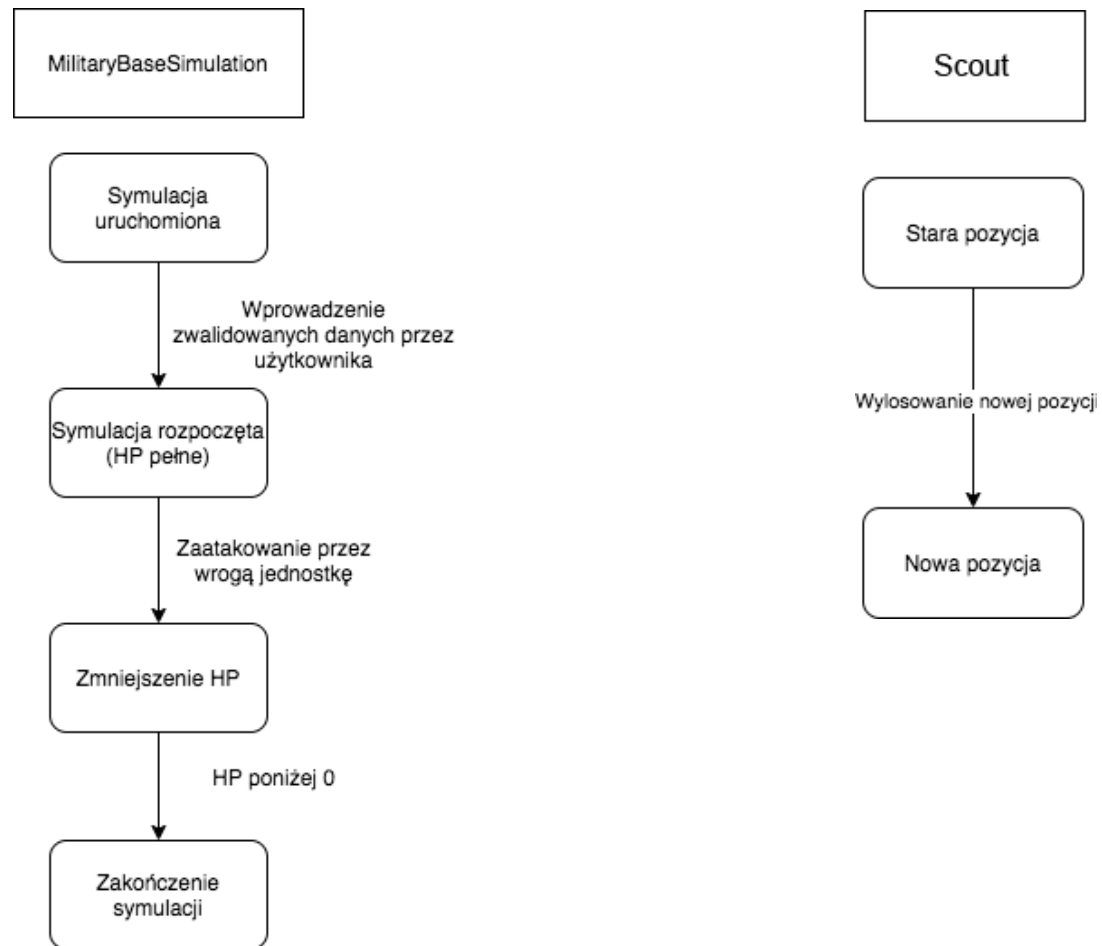 MilitaryBaseSimulation
Symulacja
uruchomiona
Wprowadzenie
zwalidowanych danych przez
użytkownika
Symulacja rozpoczęta
(HP pełne)
Zaatakowanie przez
wrogą jednostkę
Zmniejszenie HP
HP poniżej 0
Zakończenie
symulacji
Scout
Stara pozycja
Wylosowanie nowej pozycji
Nowa pozycja